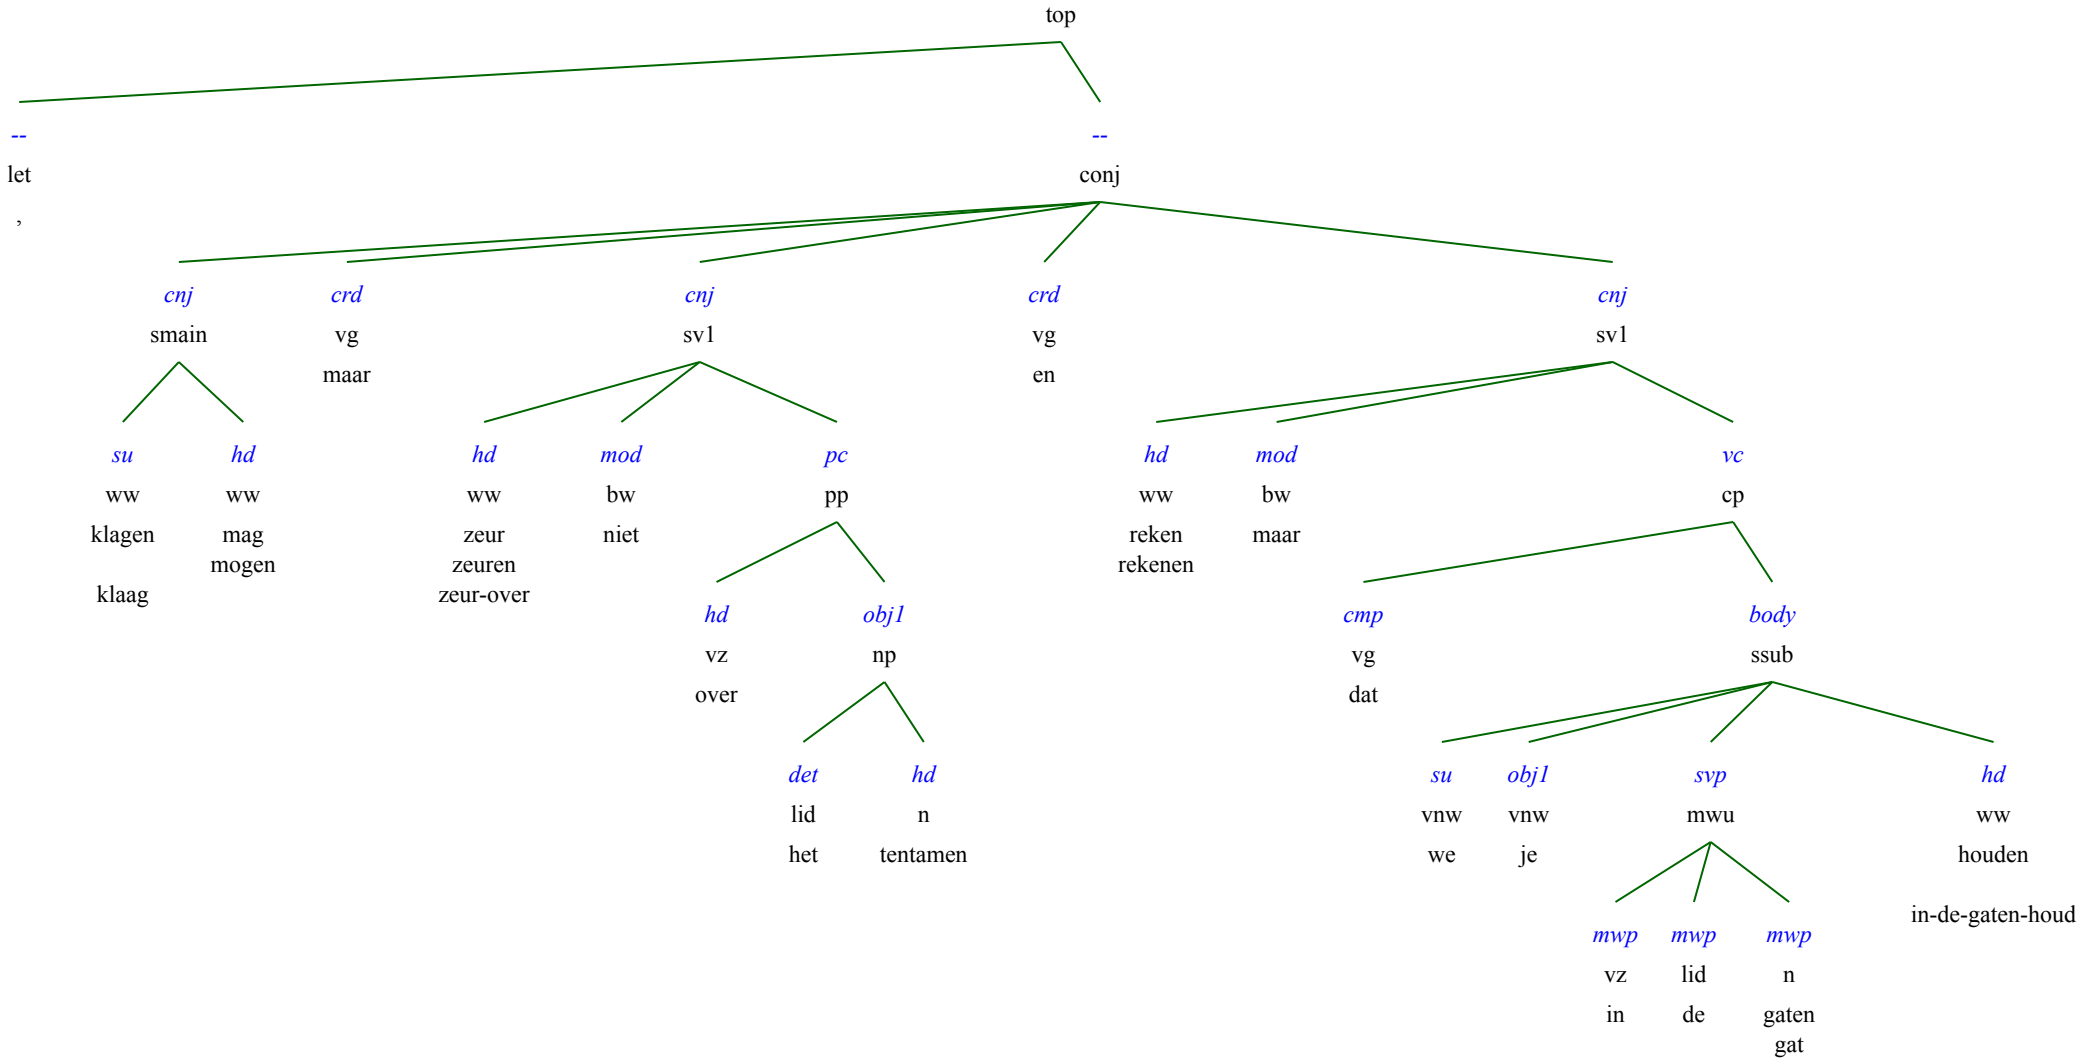 top
-- --
let conj
,
cnj crd cnj crd cnj
smain vg sv1 vg sv1
maar en
su hd hd mod pc hd mod vc
ww ww ww bw pp ww bw cp
klagen mag zeur niet reken maar
mogen zeuren rekenen
klaag zeur-over
hd obj1 cmp body
vz np vg ssub
over dat
det hd su obj1 svp hd
lid n vnw vnw mwu ww
het tentamen we je houden
in-de-gaten-houd
mwp mwp mwp
vz lid n
in de gaten
gat